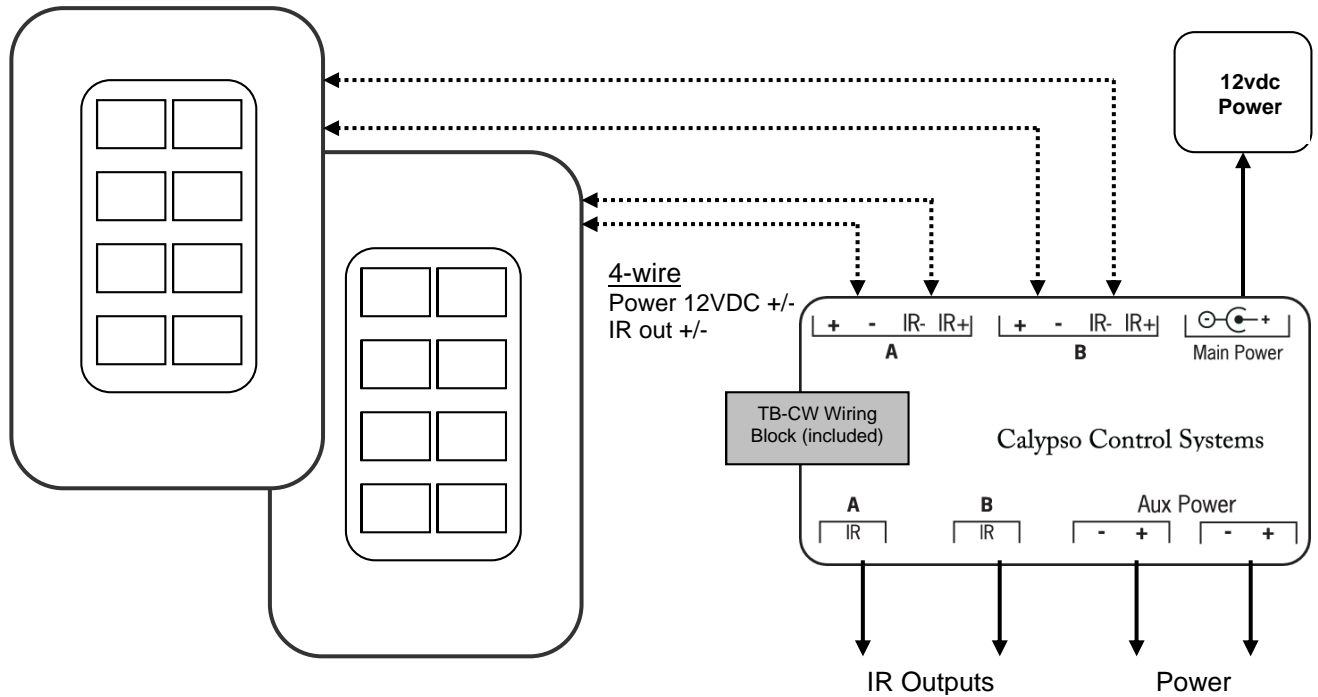 12vdc
Power
4-wire
Power 12VDC +/-
IR out +/-
+ - IR- IR+ + - IR- IR+ - +
A B Main Power
TB-CW Wiring
Block (included)
Calypso Control Systems
A B Aux Power
IR IR - + - +
IR Outputs Power